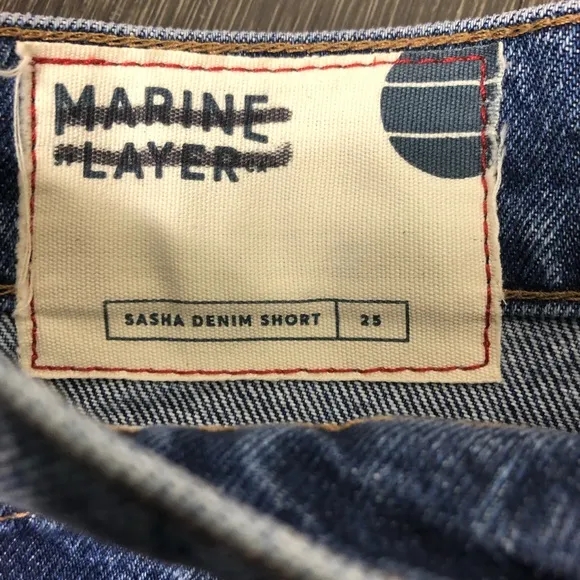 MARINE
LAYER
SASHA DENIM SHORT 25